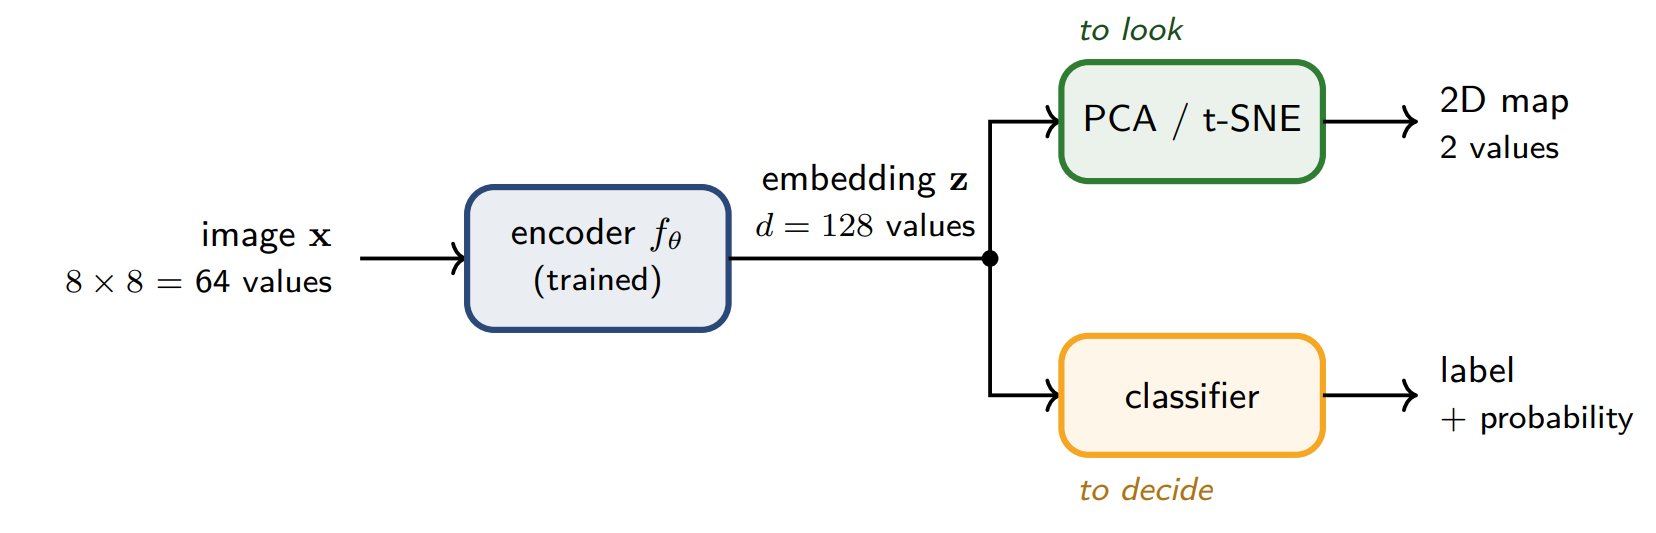 to look
PCA / t-SNE
2D map
2 values
embedding z
d = 128 values
image x
8 × 8 = 64 values
encoder fθ
(trained)
classifier
label
+ probability
to decide